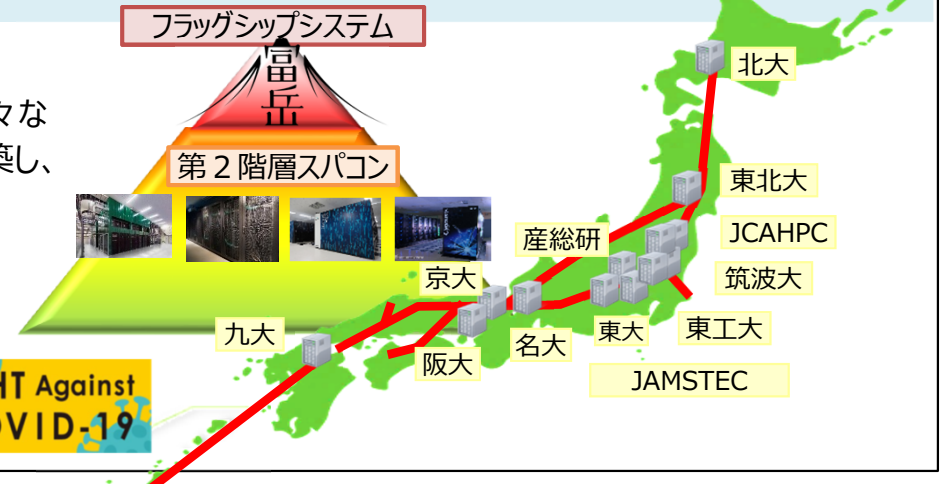 フラッグシップシステム
富岳
々な
築し、
第２階層スパコン
北大
東北大
JCAHPC
産総研
筑波大
京大
九大
名大
東大
東工大
阪大
JAMSTEC
HT Against
OVID-19